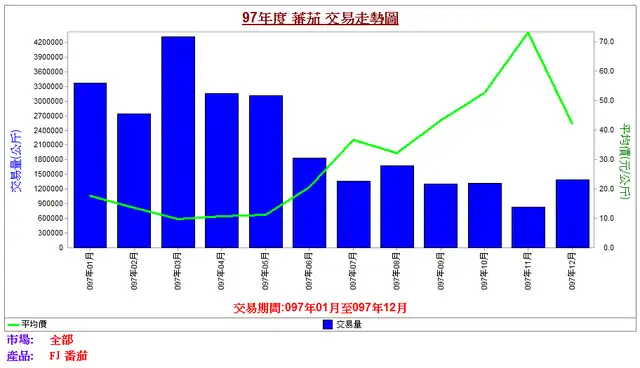 97年度 蕃茄 交易走勢圖
4200000
3900000
3600000
3300000
3000000
2700000
2400000
2100000
1800000
1500000
1200000
900000
600000
300000
0
交易量(公斤)
70.0
60.0
50.0
40.0
30.0
20.0
10.0
0.0
平均價(元/公斤)
097年01月
097年02月
097年03月
097年04月
097年05月
097年06月
097年07月
097年08月
097年09月
097年10月
097年11月
097年12月
交易期間:097年01月至097年12月
平均價 交易量
市場: 全部
產品: FJ 蕃茄